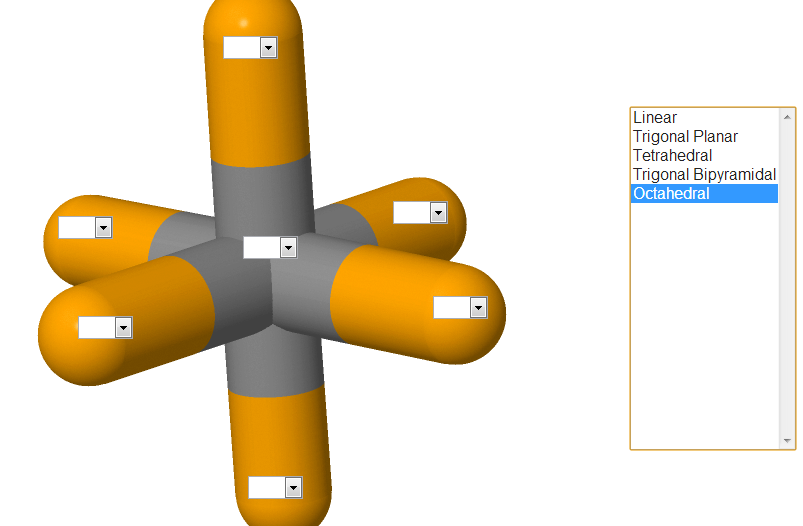 Linear
Trigonal Planar
Tetrahedral
Trigonal Bipyramidal
Octahedral